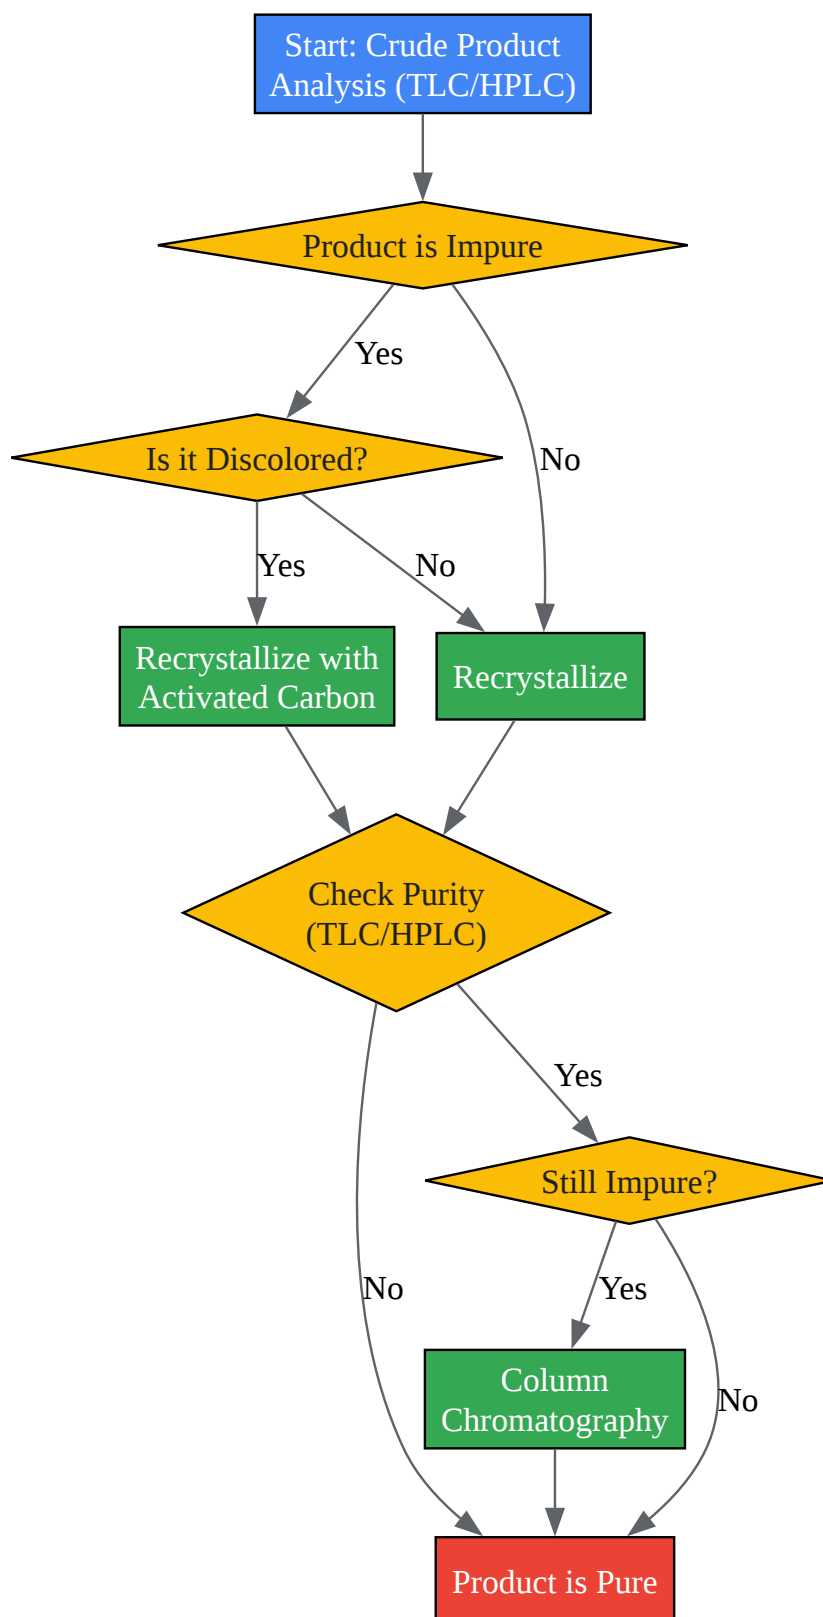 Start: Crude Product
Analysis (TLC/HPLC)
Product is Impure
Yes
Is it Discolored?
No
Yes
No
Recrystallize with
Activated Carbon
Recrystallize
Check Purity
(TLC/HPLC)
Yes
Still Impure?
No
Yes
Column
Chromatography
No
Product is Pure